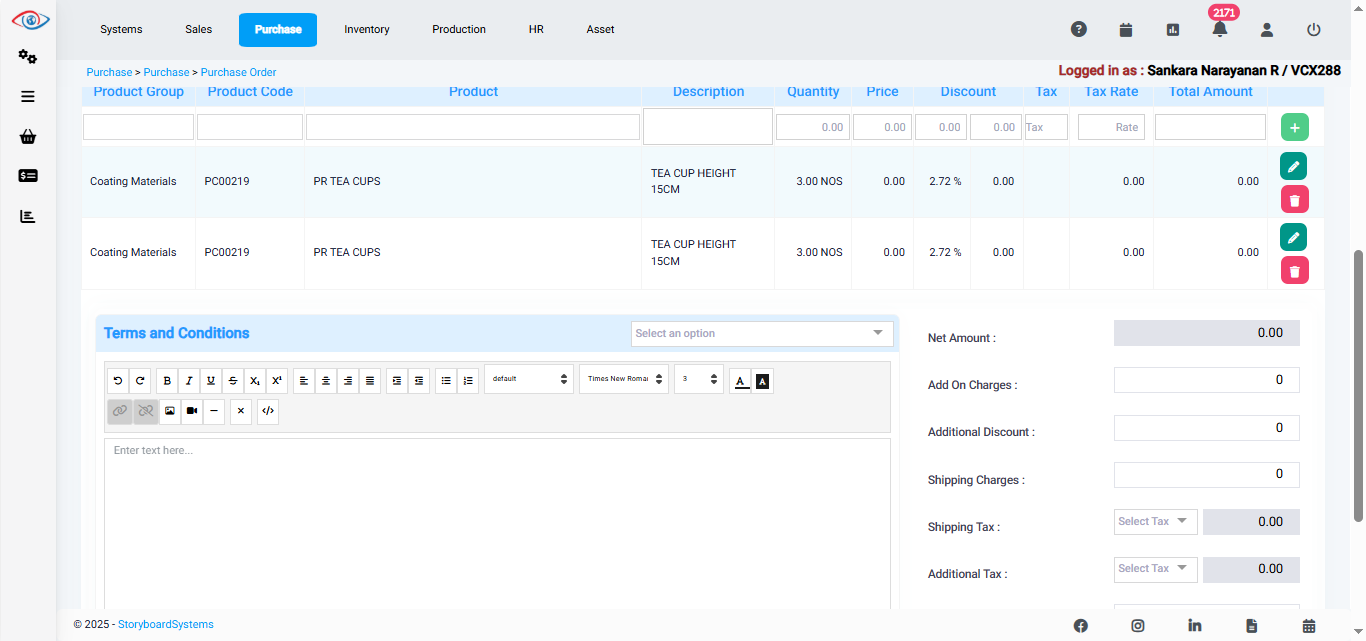 2171
Systems Sales Purchase Inventory Production HR Asset
Purchase > Purchase > Purchase Order
Logged in as : Sankara Narayanan R / VCX288
Product Group Product Code Product Description Quantity Price Discount Tax Tax Rate Total Amount
0.00 0.00 0.00 0.00 Tax Rate
Coating Materials PC00219 PR TEA CUPS TEA CUP HEIGHT 3.00 NOS 0.00 2.72 % 0.00 0.00 0.00
15CM
Coating Materials PC00219 PR TEA CUPS TEA CUP HEIGHT 3.00 NOS 0.00 2.72 % 0.00 0.00 0.00
15CM
Terms and Conditions Select an option
default Times New Roma 3
Enter text here...
Net Amount : 0.00
Add On Charges : 0
Additional Discount : 0
Shipping Charges : 0
Shipping Tax : Select Tax 0.00
Additional Tax : Select Tax 0.00
© 2025 - StoryboardSystems